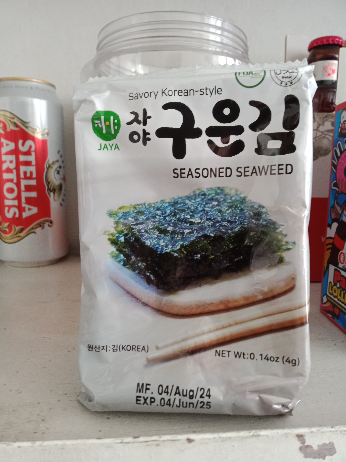 Savory Korean-style
자야
JAYA
구운김
SEASONED SEAWEED
STELLA
ARTOIS
원산지: 김(KOREA)
NET Wt:0.14oz (4g)
MF. 04/Aug/24
EXP.04/Jun/25